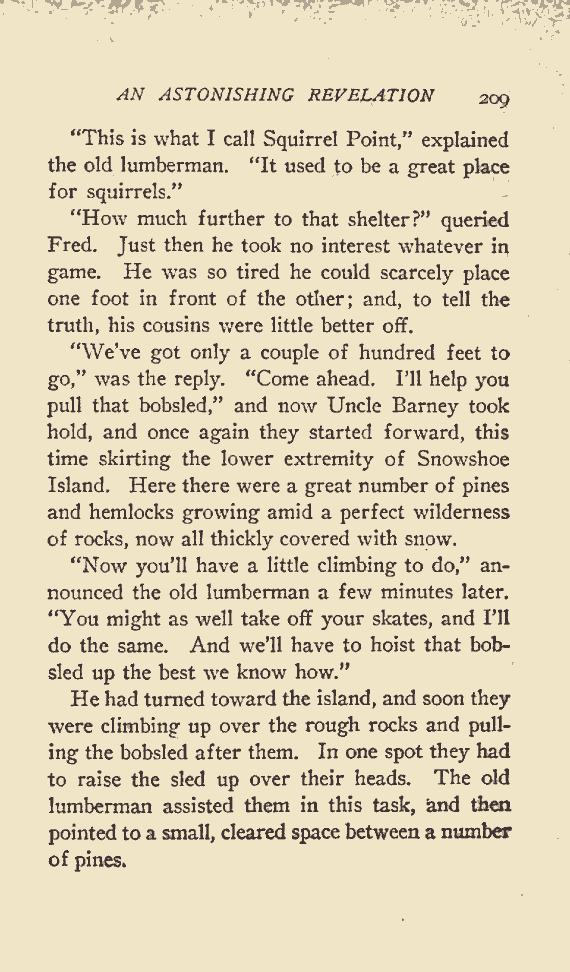 AN ASTONISHING REVELATION 209
"This is what I call Squirrel Point," explained
the old lumberman. "It used to be a great place
for squirrels."
"How much further to that shelter?" queried
Fred. Just then he took no interest whatever in
game. He was so tired he could scarcely place
one foot in front of the other; and, to tell the
truth, his cousins were little better off.
"We've got only a couple of hundred feet to
go," was the reply. "Come ahead. I'll help you
pull that bobsled," and now Uncle Barney took
hold, and once again they started forward, this
time skirting the lower extremity of Snowshoe
Island. Here there were a great number of pines
and hemlocks growing amid a perfect wilderness
of rocks, now all thickly covered with snow.
"Now you'll have a little climbing to do," an-
nounced the old lumberman a few minutes later.
"You might as well take off your skates, and I'll
do the same. And we'll have to hoist that bob-
sled up the best we know how."
He had turned toward the island, and soon they
were climbing up over the rough rocks and pull-
ing the bobsled after them. In one spot they had
to raise the sled up over their heads. The old
lumberman assisted them in this task, and then
pointed to a small, cleared space between a number
of pines.